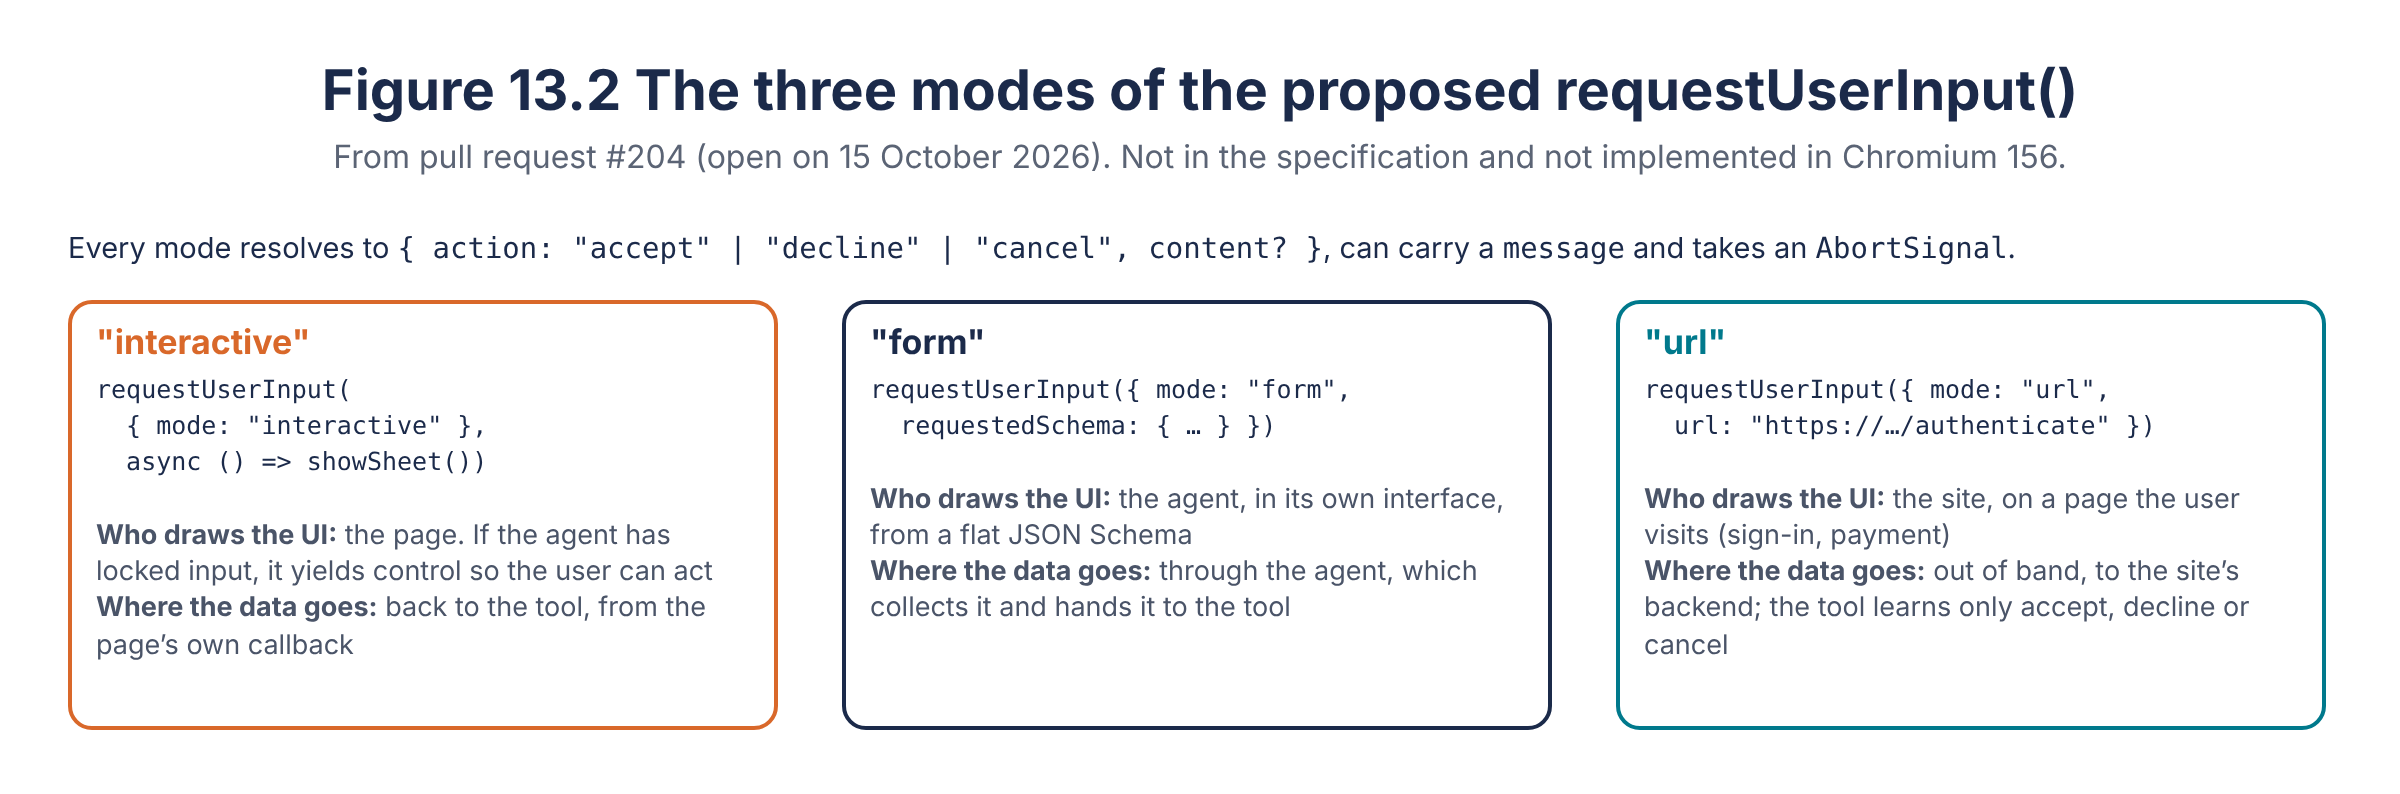 Figure 13.2 The three modes of the proposed requestUserInput()
From pull request #204 (open on 15 October 2026). Not in the specification and not implemented in Chromium 156.
Every mode resolves to { action: "accept" | "decline" | "cancel", content? }, can carry a message and takes an AbortSignal.
"interactive"
requestUserInput(
  { mode: "interactive" },
  async () => showSheet())
Who draws the UI: the page. If the agent has
locked input, it yields control so the user can act
Where the data goes: back to the tool, from the
page’s own callback
"form"
requestUserInput({ mode: "form",
  requestedSchema: { … } })
Who draws the UI: the agent, in its own interface,
from a flat JSON Schema
Where the data goes: through the agent, which
collects it and hands it to the tool
"url"
requestUserInput({ mode: "url",
  url: "https://…/authenticate" })
Who draws the UI: the site, on a page the user
visits (sign-in, payment)
Where the data goes: out of band, to the site’s
backend; the tool learns only accept, decline or
cancel